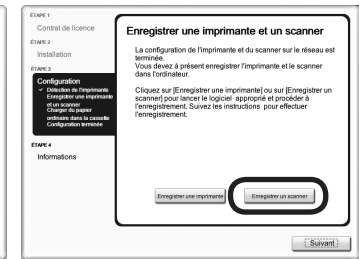 ÉTAPE 1
Contrat de licence
ÉTAPE 2
Installation
ÉTAPE 3
Configuration
✓ Détection de l'imprimante
Enregistrer une imprimante
et un scanner
Charger du papier
ordinaire dans la cassette
Configuration terminée
ÉTAPE 4
Informations
Enregistrer une imprimante et un scanner
La configuration de l'imprimante et du scanner sur le réseau est
terminée.
Vous devez à présent enregistrer l'imprimante et le scanner
dans l'ordinateur.
Cliquez sur [Enregistrer une imprimante] ou sur [Enregistrer un
scanner] pour lancer le logiciel approprié et procéder à
l'enregistrement. Suivez les instructions pour effectuer
l'enregistrement.
Enregistrer une imprimante
Enregistrer un scanner
Suivant